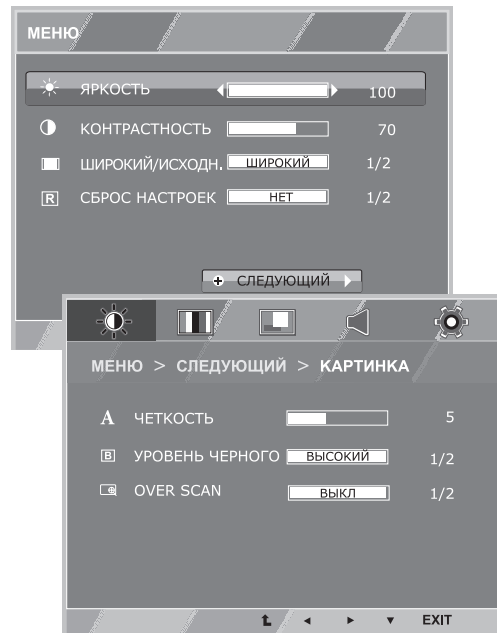 МЕНЮ
ЯРКОСТЬ 100
КОНТРАСТНОСТЬ 70
ШИРОКИЙ/ИСХОДН. ШИРОКИЙ 1/2
R СБРОС НАСТРОЕК НЕТ 1/2
СЛЕДУЮЩИЙ
МЕНЮ > СЛЕДУЮЩИЙ > КАРТИНКА
A ЧЕТКОСТЬ 5
B УРОВЕНЬ ЧЕРНОГО ВЫСОКИЙ 1/2
OVER SCAN ВЫКЛ 1/2
EXIT